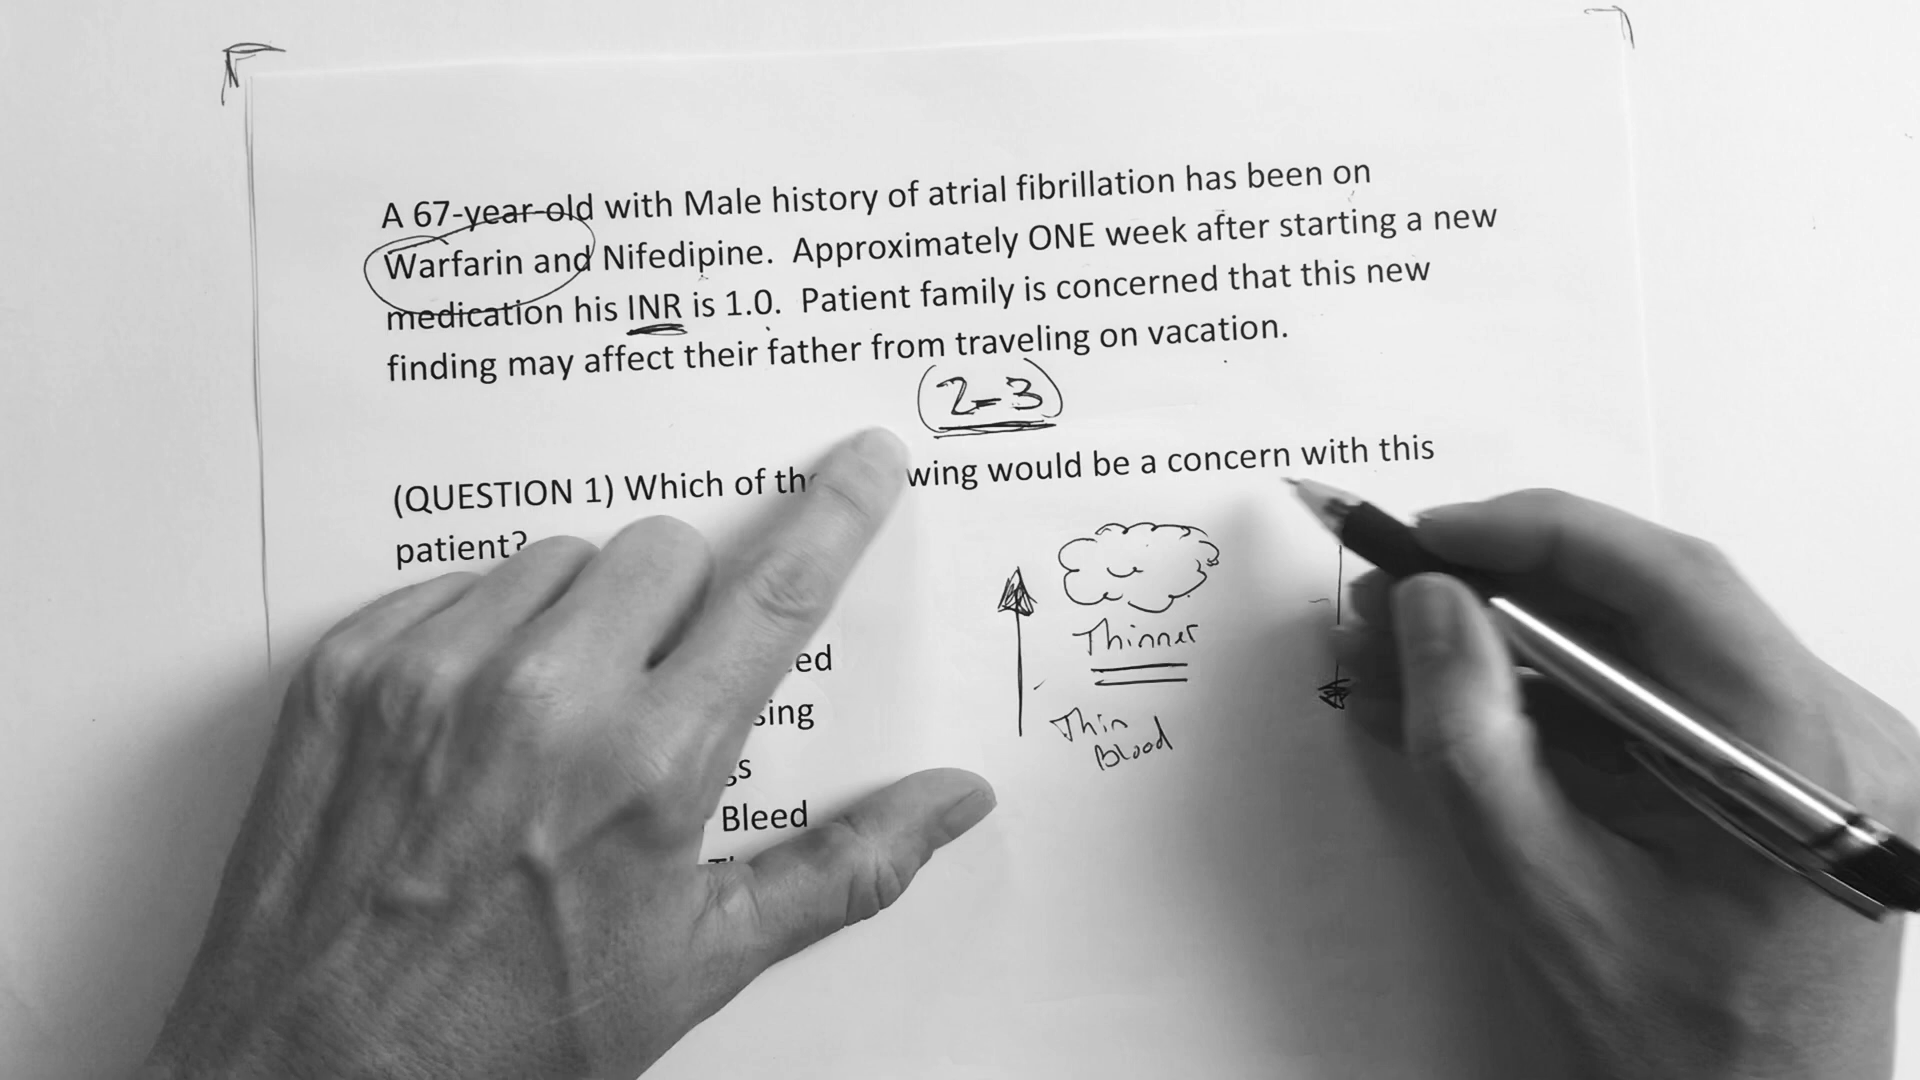 A 67-year-old with Male history of atrial fibrillation has been on
Warfarin and Nifedipine. Approximately ONE week after starting a new
medication his INR is 1.0. Patient family is concerned that this new
finding may affect their father from traveling on vacation.
2-3
(QUESTION 1) Which of th wing would be a concern with this
patient?
Thinner
ed
sing
Thin
Blood
gs
Bleed